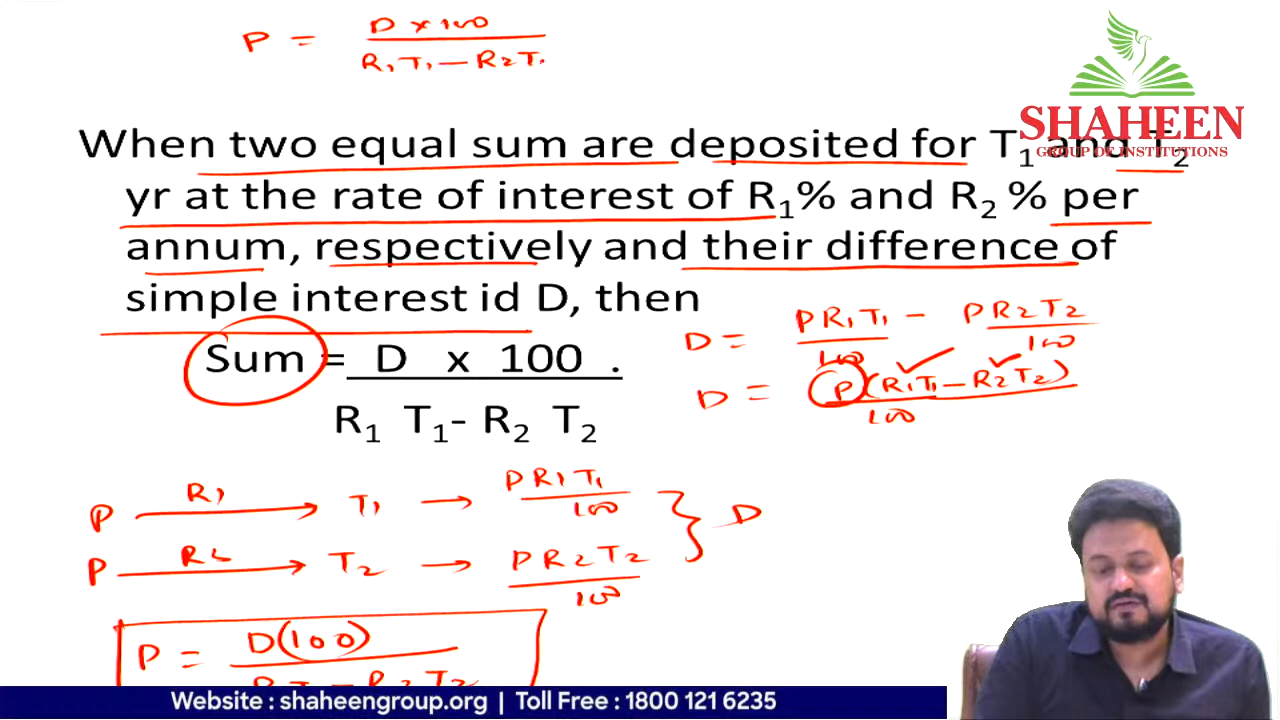 P = D × 100
R₁T₁ — R₂T.
SHAHEEN
GROUP OF INSTITUTIONS
When two equal sum are deposited for T₁ and T₂
yr at the rate of interest of R₁% and R₂ % per
annum, respectively and their difference of
simple interest id D, then
Sum = D x 100 .
R₁ T₁- R₂ T₂
D = PR₁T₁ / 100 — PR₂T₂ / 100
D = P (R₁T₁ — R₂T₂) / 100
P R₁ → T₁ → PR₁T₁ / 100
} D
P R₂ → T₂ → PR₂T₂ / 100
P = D(100)
R₂T₂
Website : shaheengroup.org | Toll Free : 1800 121 6235